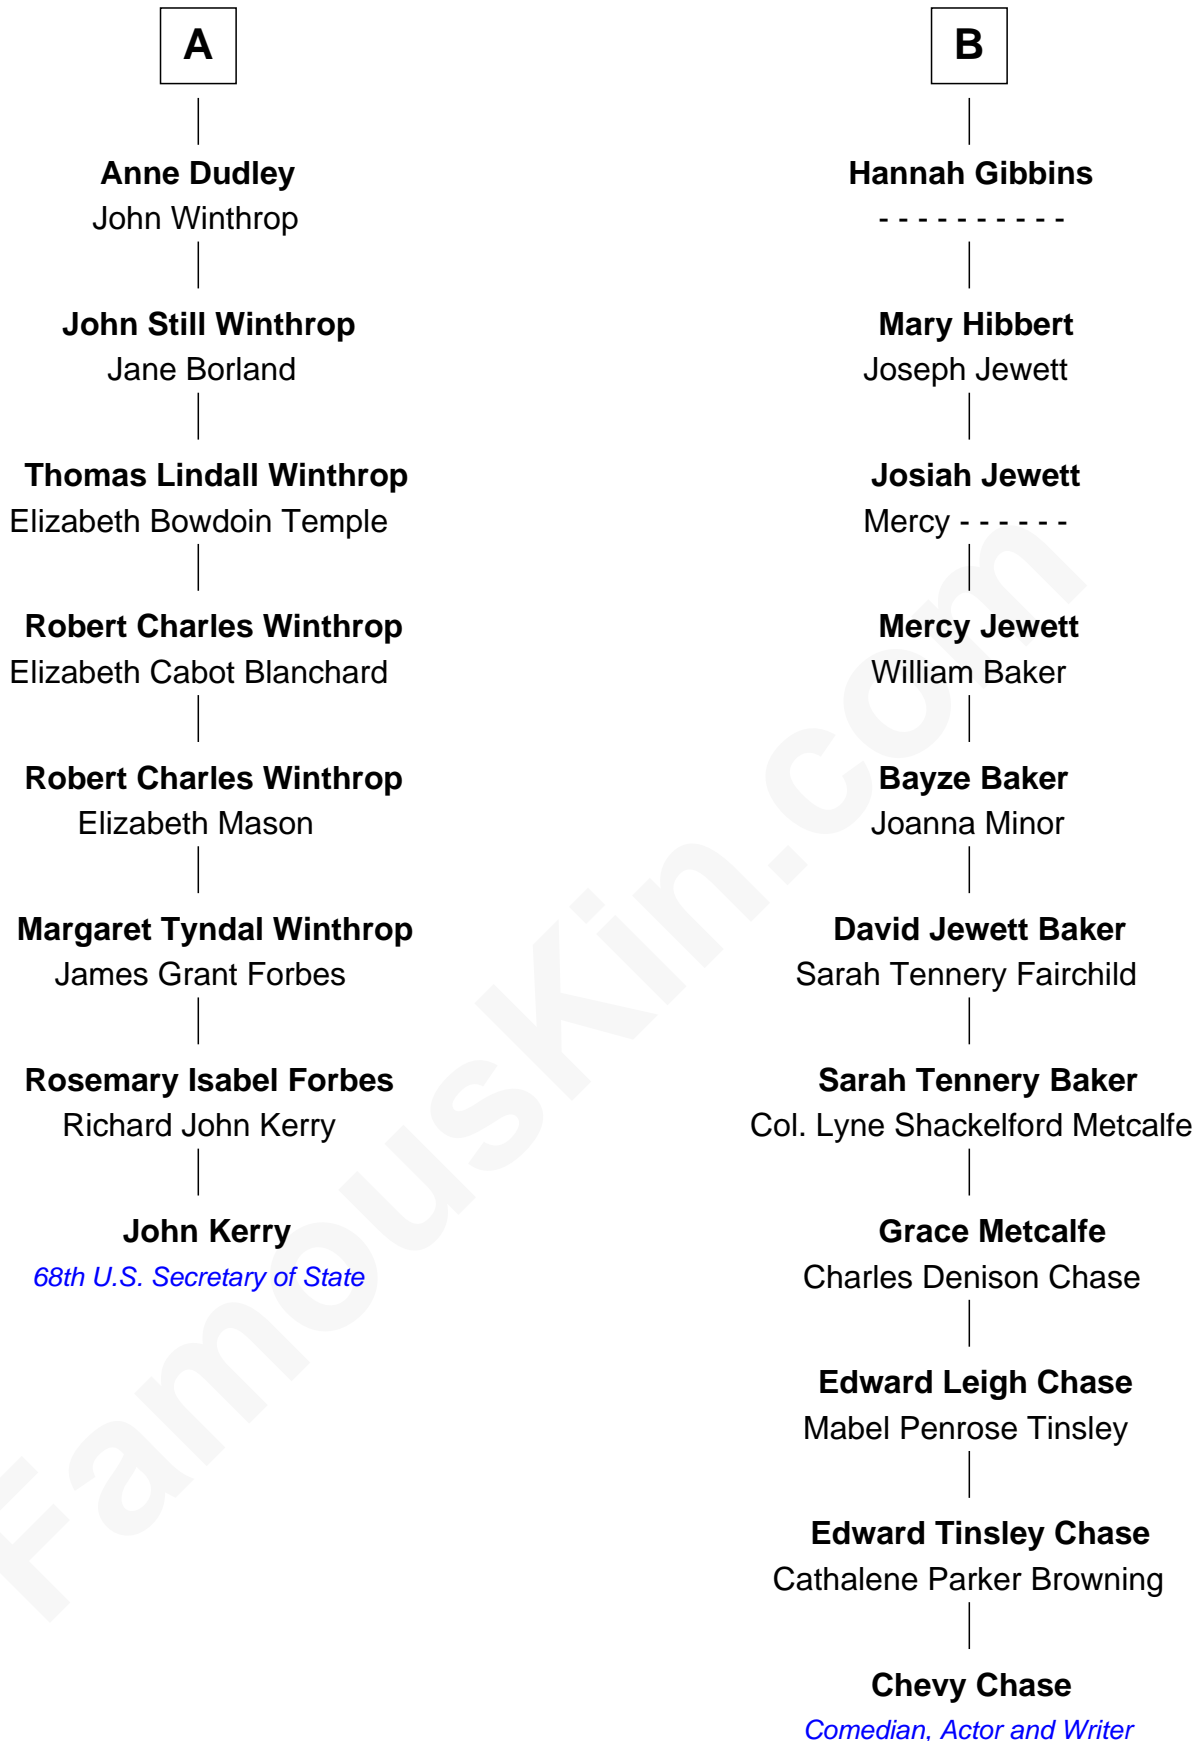 A
Anne Dudley
John Winthrop
John Still Winthrop
Jane Borland
Thomas Lindall Winthrop
Elizabeth Bowdoin Temple
Robert Charles Winthrop
Elizabeth Cabot Blanchard
Robert Charles Winthrop
Elizabeth Mason
Margaret Tyndal Winthrop
James Grant Forbes
Rosemary Isabel Forbes
Richard John Kerry
John Kerry
68th U.S. Secretary of State
B
Hannah Gibbins
- - - - - - - - - -
Mary Hibbert
Joseph Jewett
Josiah Jewett
Mercy - - - - - -
Mercy Jewett
William Baker
Bayze Baker
Joanna Minor
David Jewett Baker
Sarah Tennery Fairchild
Sarah Tennery Baker
Col. Lyne Shackelford Metcalfe
Grace Metcalfe
Charles Denison Chase
Edward Leigh Chase
Mabel Penrose Tinsley
Edward Tinsley Chase
Cathalene Parker Browning
Chevy Chase
Comedian, Actor and Writer
FamousKin.com